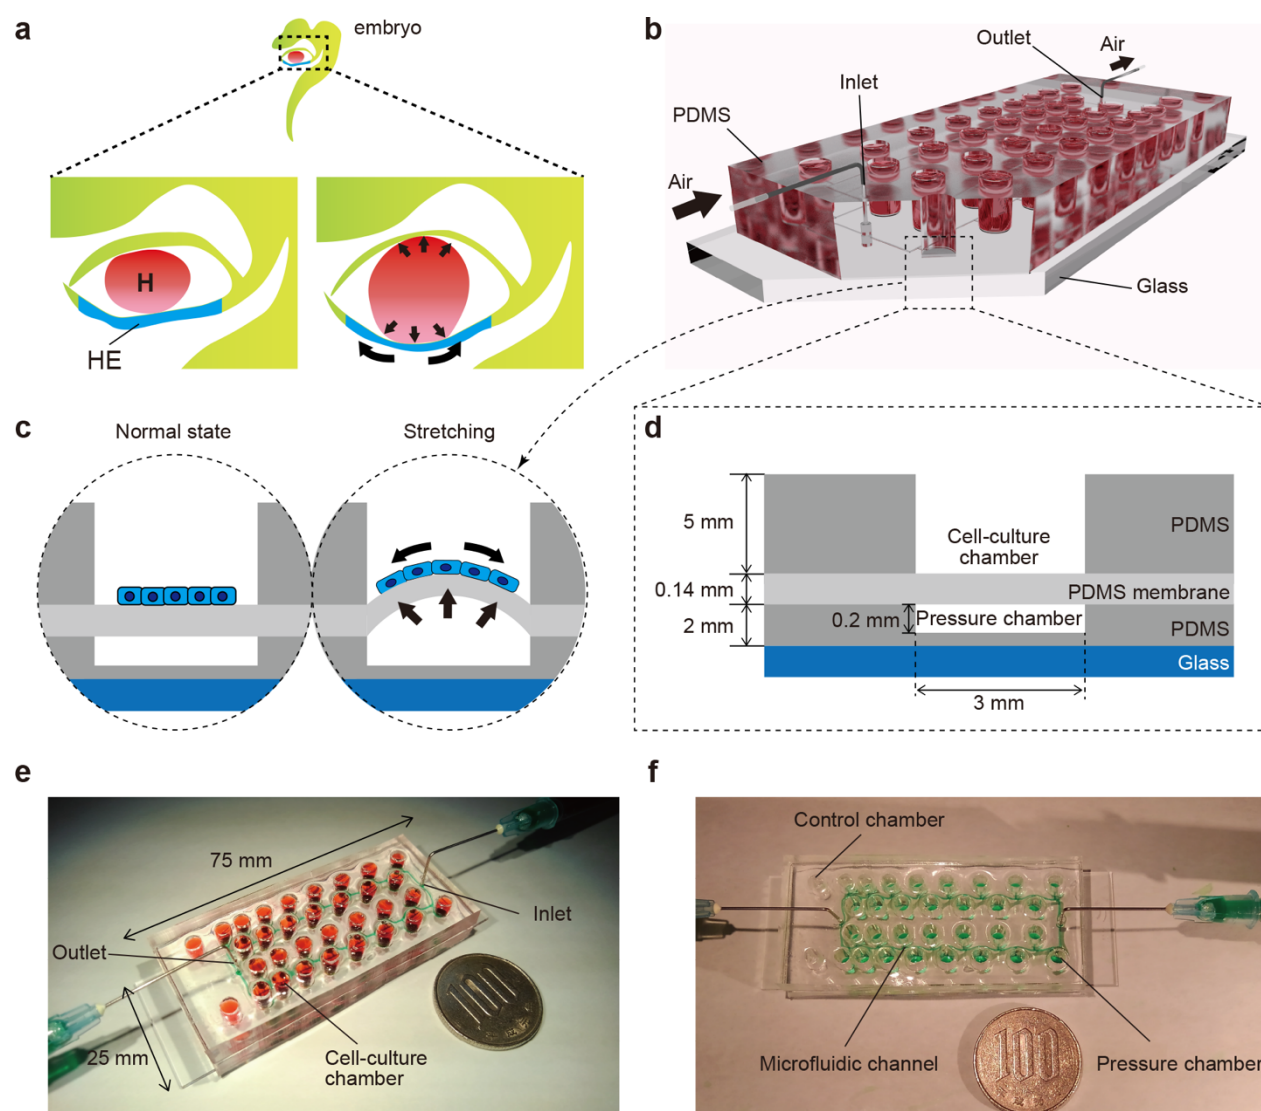 a
embryo
H
HE
b
Outlet
Air
Inlet
PDMS
Air
Glass
c
Normal state
Stretching
d
5 mm
Cell-culture
chamber
PDMS
0.14 mm
PDMS membrane
2 mm
0.2 mm
Pressure chamber
PDMS
Glass
3 mm
e
75 mm
Inlet
Outlet
100
25 mm
Cell-culture
chamber
f
Control chamber
Microfluidic channel
100
Pressure chamber